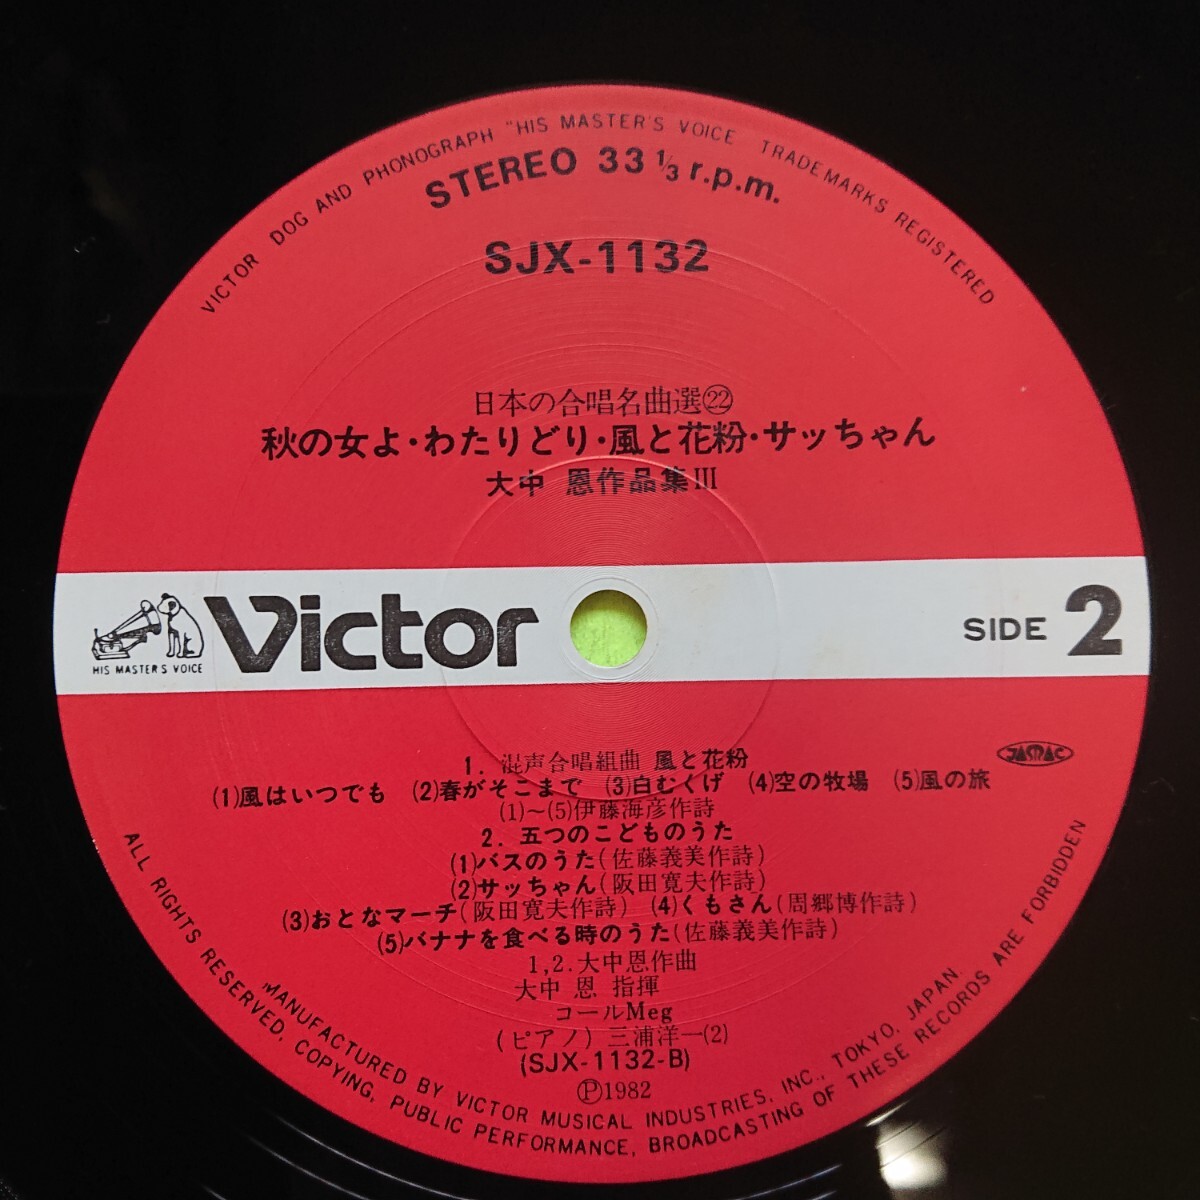 VICTOR DOG AND PHONOGRAPH "HIS MASTER'S VOICE TRADEMARKS REGISTERED
STEREO 33 1/3 r.p.m.
SJX-1132
日本の合唱名曲選㉒
秋の女よ・わたりどり・風と花粉・サッちゃん
大中 恩作品集III
HIS MASTER'S VOICE
Victor
SIDE 2
1. 混声合唱組曲 風と花粉
JASRAC
(1)風はいつでも (2)春がそこまで (3)白むくげ (4)空の牧場 (5)風の旅
(1)〜(5)伊藤海彦作詩
2. 五つのこどものうた
(1)バスのうた(佐藤義美作詩)
(2)サッちゃん(阪田寛夫作詩)
(3)おとなマーチ(阪田寛夫作詩) (4)くもさん(周郷博作詩)
(5)バナナを食べる時のうた(佐藤義美作詩)
1,2.大中恩作曲
大中 恩 指揮
コールMeg
(ピアノ) 三浦洋一(2)
(SJX-1132-B)
Ⓟ1982
MANUFACTURED BY VICTOR MUSICAL INDUSTRIES, INC., TOKYO, JAPAN.
ALL RIGHTS RESERVED, COPYING, PUBLIC PERFORMANCE, BROADCASTING OF THESE RECORDS ARE FORBIDDEN